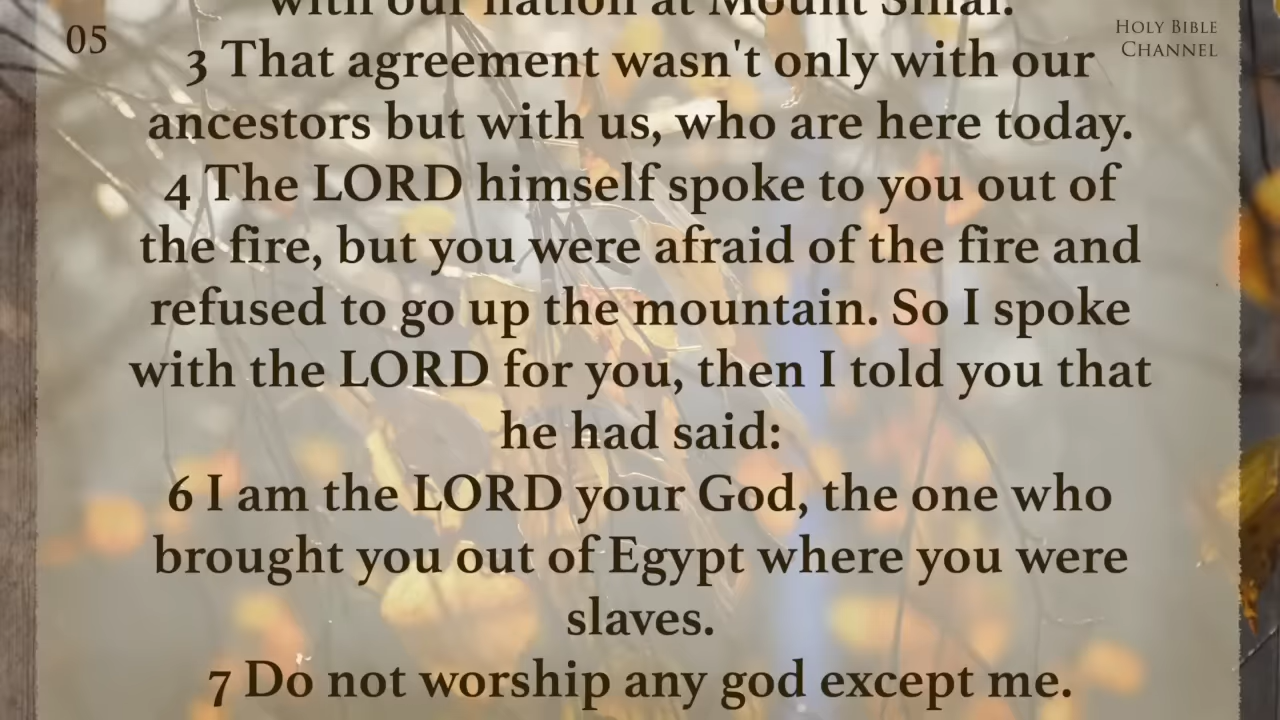 with our nation at Mount Sinai.
05
HOLY BIBLE
CHANNEL
3 That agreement wasn't only with our
ancestors but with us, who are here today.
4 The LORD himself spoke to you out of
the fire, but you were afraid of the fire and
refused to go up the mountain. So I spoke
with the LORD for you, then I told you that
he had said:
6 I am the LORD your God, the one who
brought you out of Egypt where you were
slaves.
7 Do not worship any god except me.